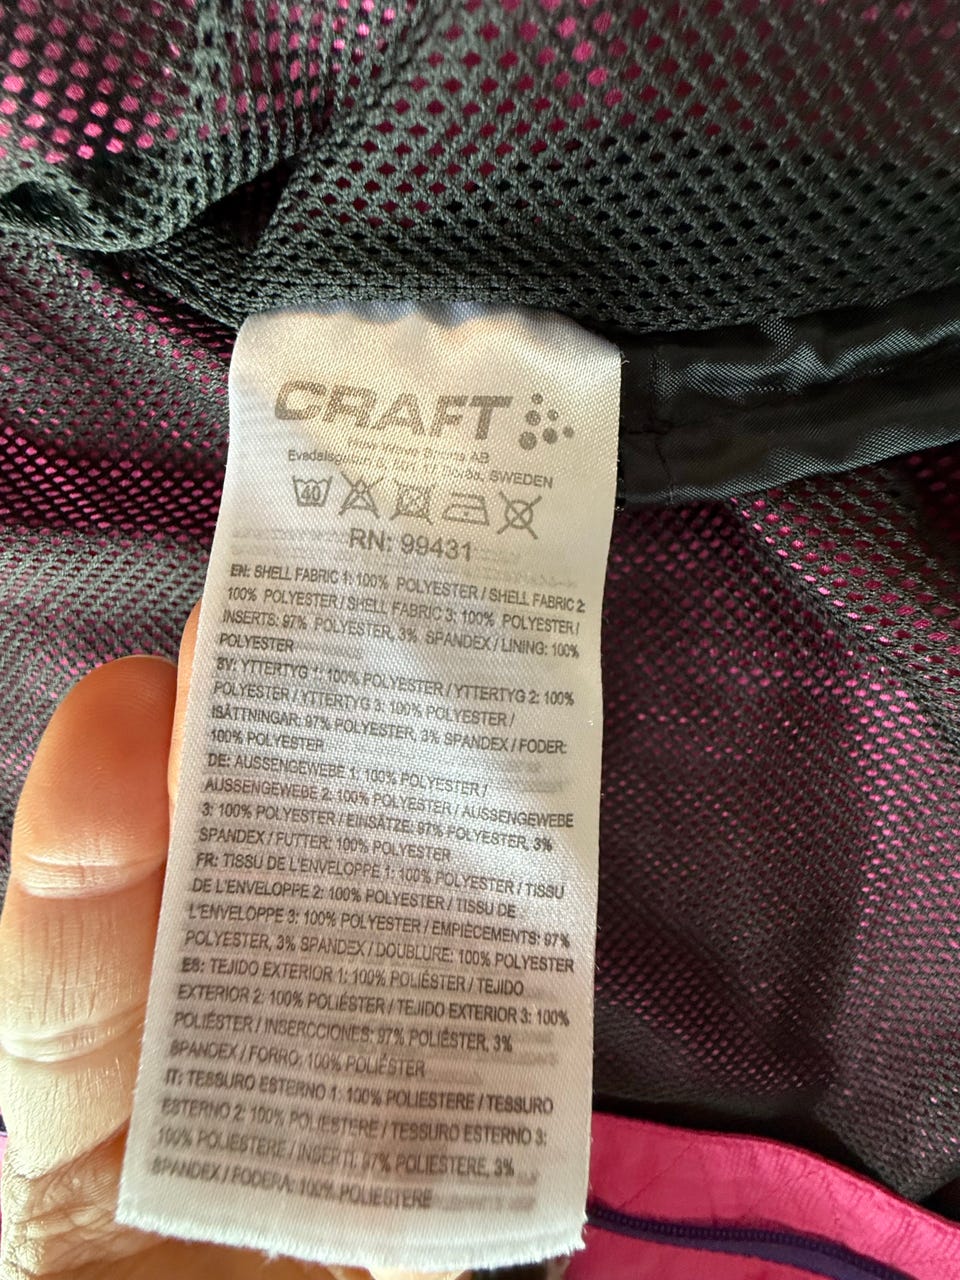 CRAFT
New Wave Sports AB
SWEDEN
40
RN: 99431
EN: SHELL FABRIC 1: 100% POLYESTER / SHELL FABRIC 2:
100% POLYESTER / SHELL FABRIC 3: 100% POLYESTER /
INSERTS: 97% POLYESTER, 3% SPANDEX / LINING: 100%
POLYESTER
SV: YTTERTYG 1: 100% POLYESTER / YTTERTYG 2: 100%
POLYESTER / YTTERTYG 3: 100% POLYESTER /
ISÄTTNINGAR: 97% POLYESTER, 3% SPANDEX / FODER:
100% POLYESTER
DE: AUSSENGEWEBE 1: 100% POLYESTER /
AUSSENGEWEBE 2: 100% POLYESTER / AUSSENGEWEBE
3: 100% POLYESTER / EINSÄTZE: 97% POLYESTER, 3%
SPANDEX / FUTTER: 100% POLYESTER
FR: TISSU DE L'ENVELOPPE 1: 100% POLYESTER / TISSU
DE L'ENVELOPPE 2: 100% POLYESTER / TISSU DE
L'ENVELOPPE 3: 100% POLYESTER / EMPIÈCEMENTS: 97%
POLYESTER, 3% SPANDEX / DOUBLURE: 100% POLYESTER
ES: TEJIDO EXTERIOR 1: 100% POLIÉSTER / TEJIDO
EXTERIOR 2: 100% POLIÉSTER / TEJIDO EXTERIOR 3: 100%
POLIÉSTER / INSERCCIONES: 97% POLIÉSTER, 3%
SPANDEX / FORRO: 100% POLIÉSTER
IT: TESSURO ESTERNO 1: 100% POLIESTERE / TESSURO
ESTERNO 2: 100% POLIESTERE / TESSURO ESTERNO 3:
100% POLIESTERE / INSERTI: 97% POLIESTERE, 3%
SPANDEX / FODERA: 100% POLIESTERE